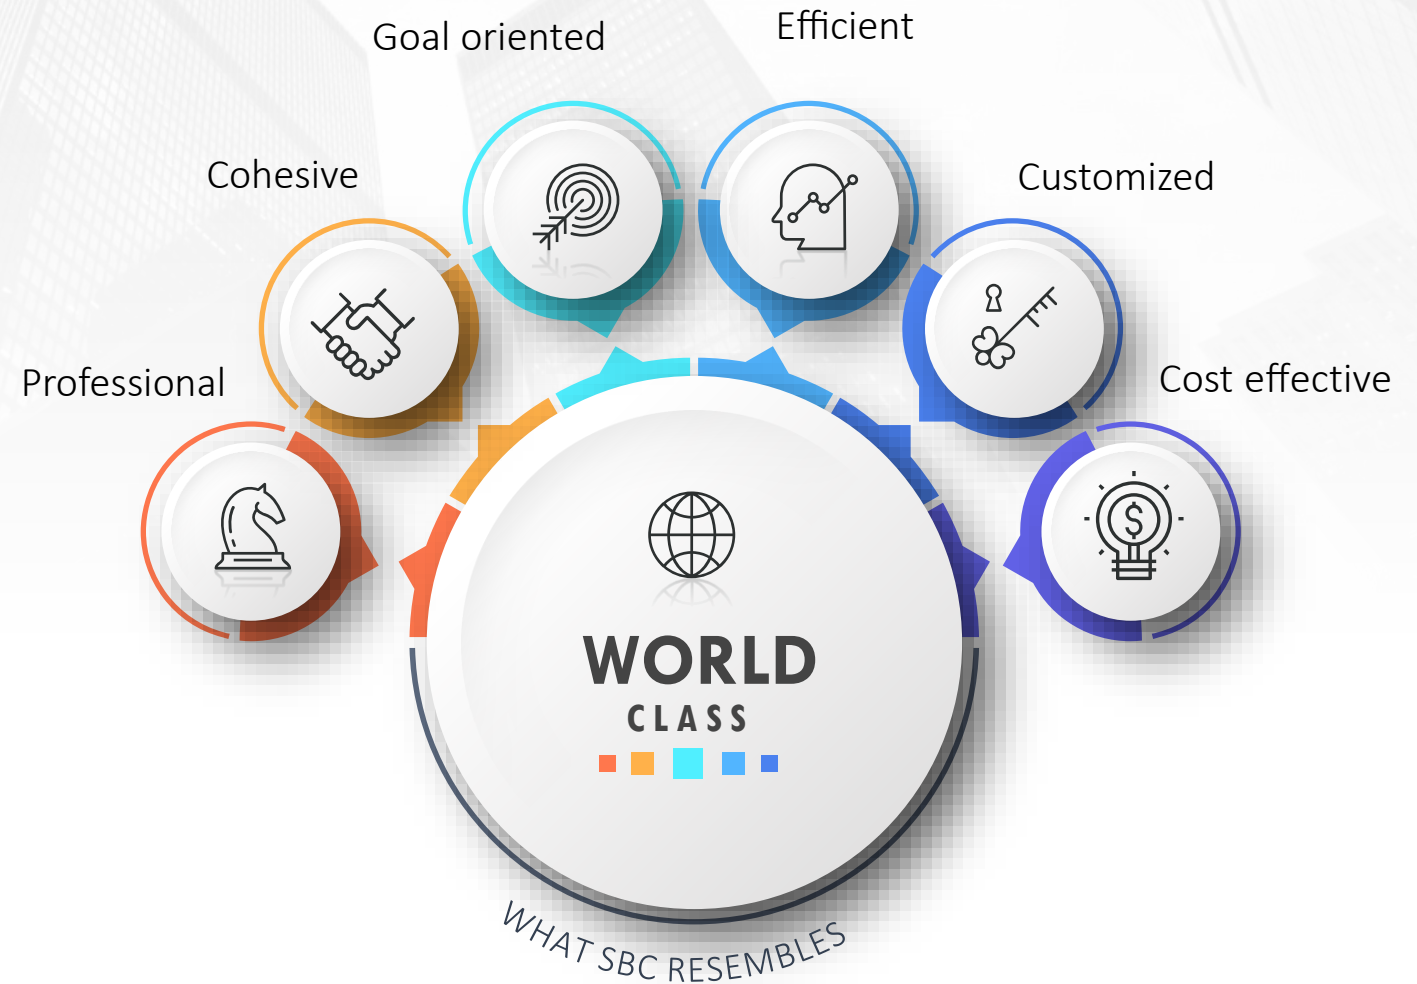 Goal oriented
Efficient
Cohesive
Customized
Professional
Cost effective
$
WORLD
CLASS
WHAT SBC RESEMBLES